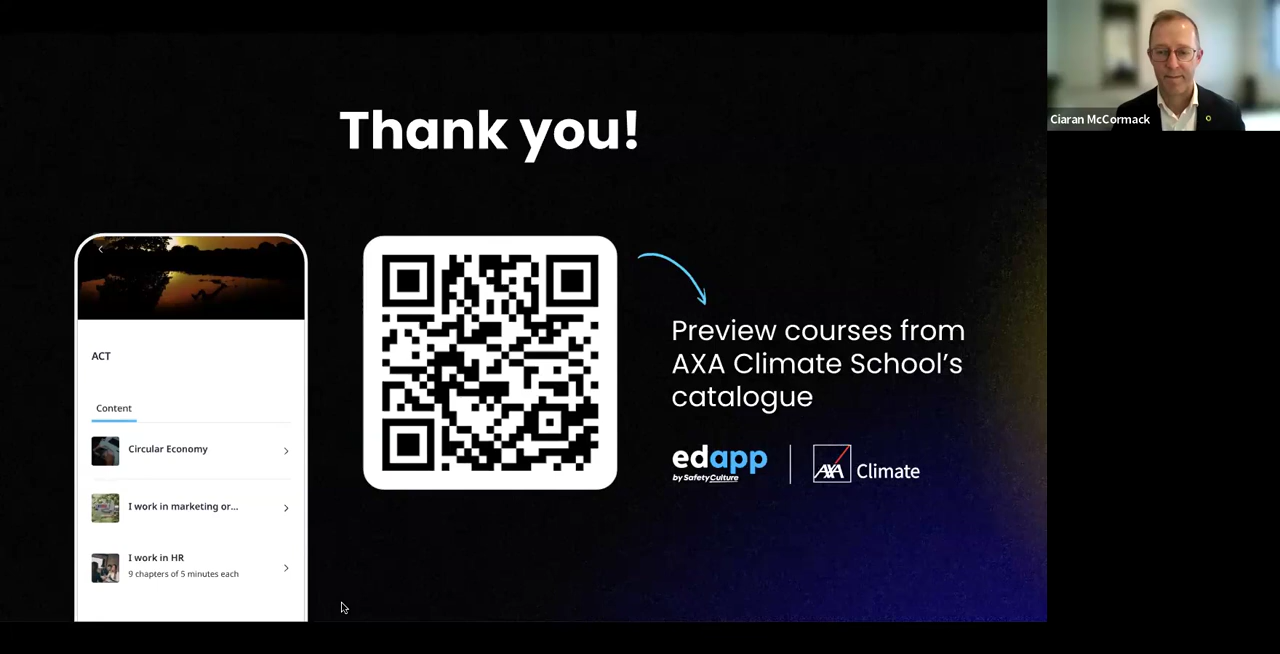 Thank you!
Ciaran McCormack
ACT
Content
Circular Economy
I work in marketing or...
I work in HR
9 chapters of 5 minutes each
Preview courses from
AXA Climate School’s
catalogue
edapp
by SafetyCulture
AXA Climate